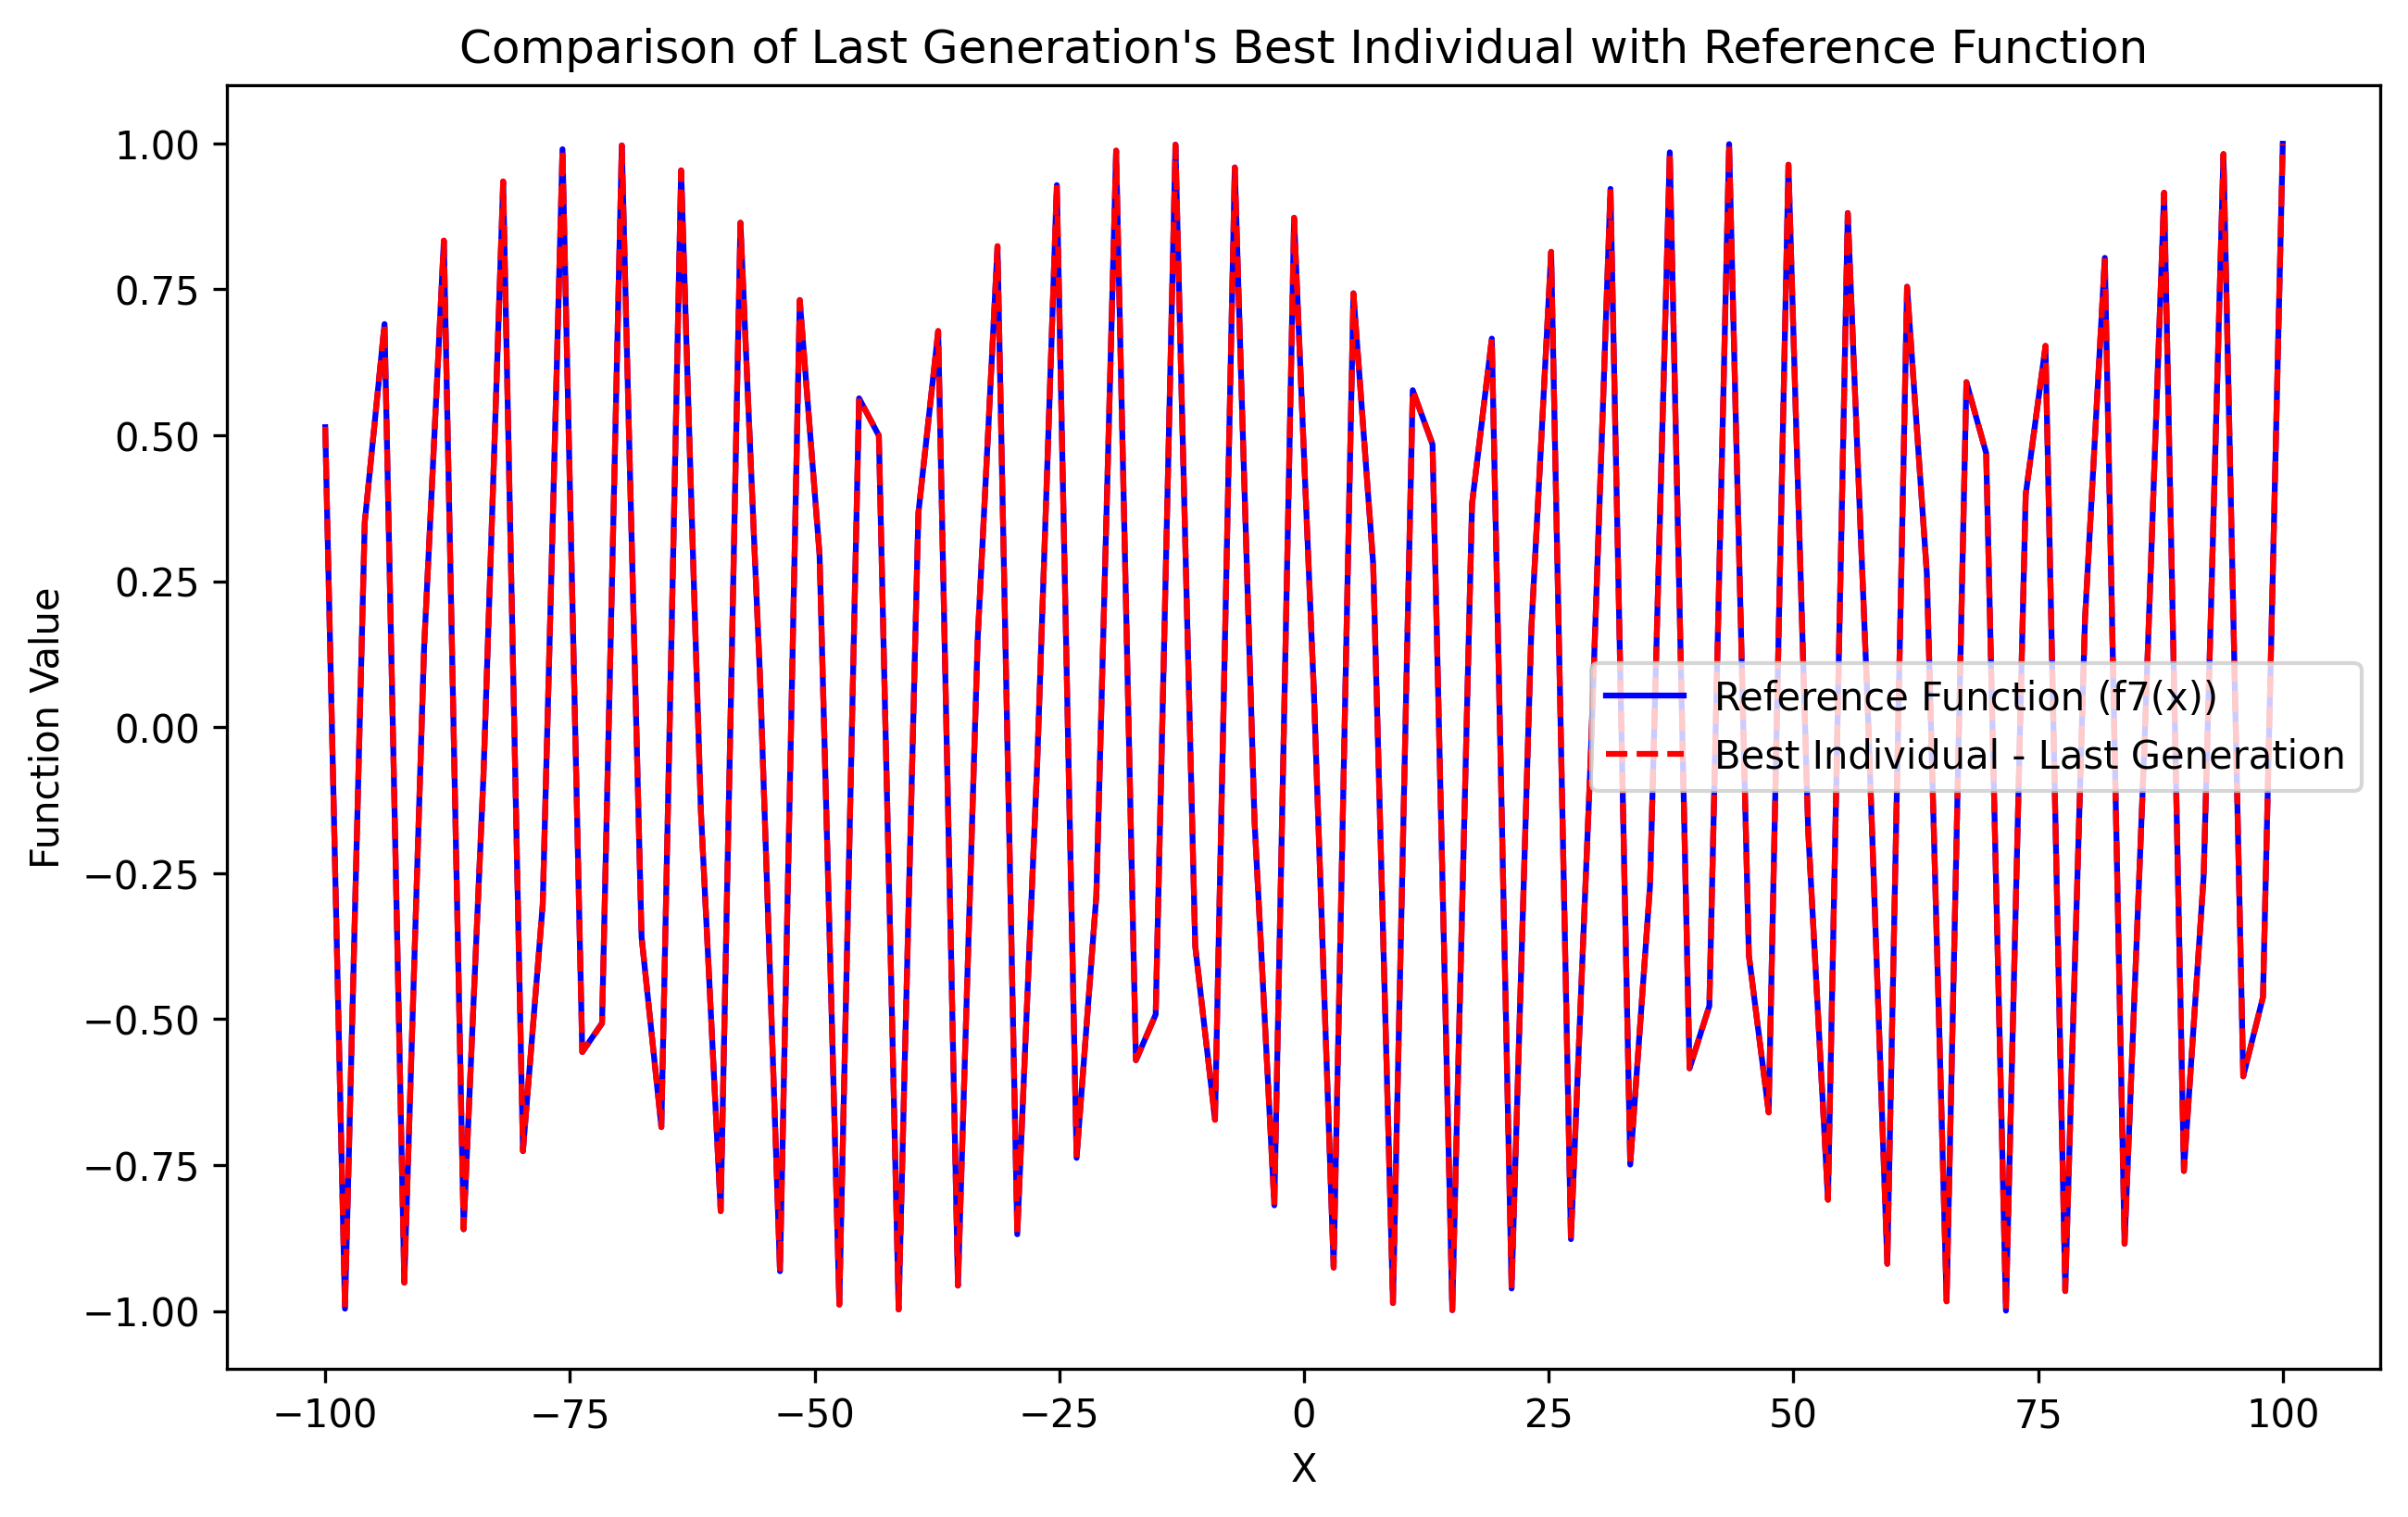 Comparison of Last Generation's Best Individual with Reference Function
Function Value
1.00
0.75
0.50
0.25
0.00
−0.25
−0.50
−0.75
−1.00
Reference Function (f7(x))
Best Individual - Last Generation
−100 −75 −50 −25 0 25 50 75 100
X